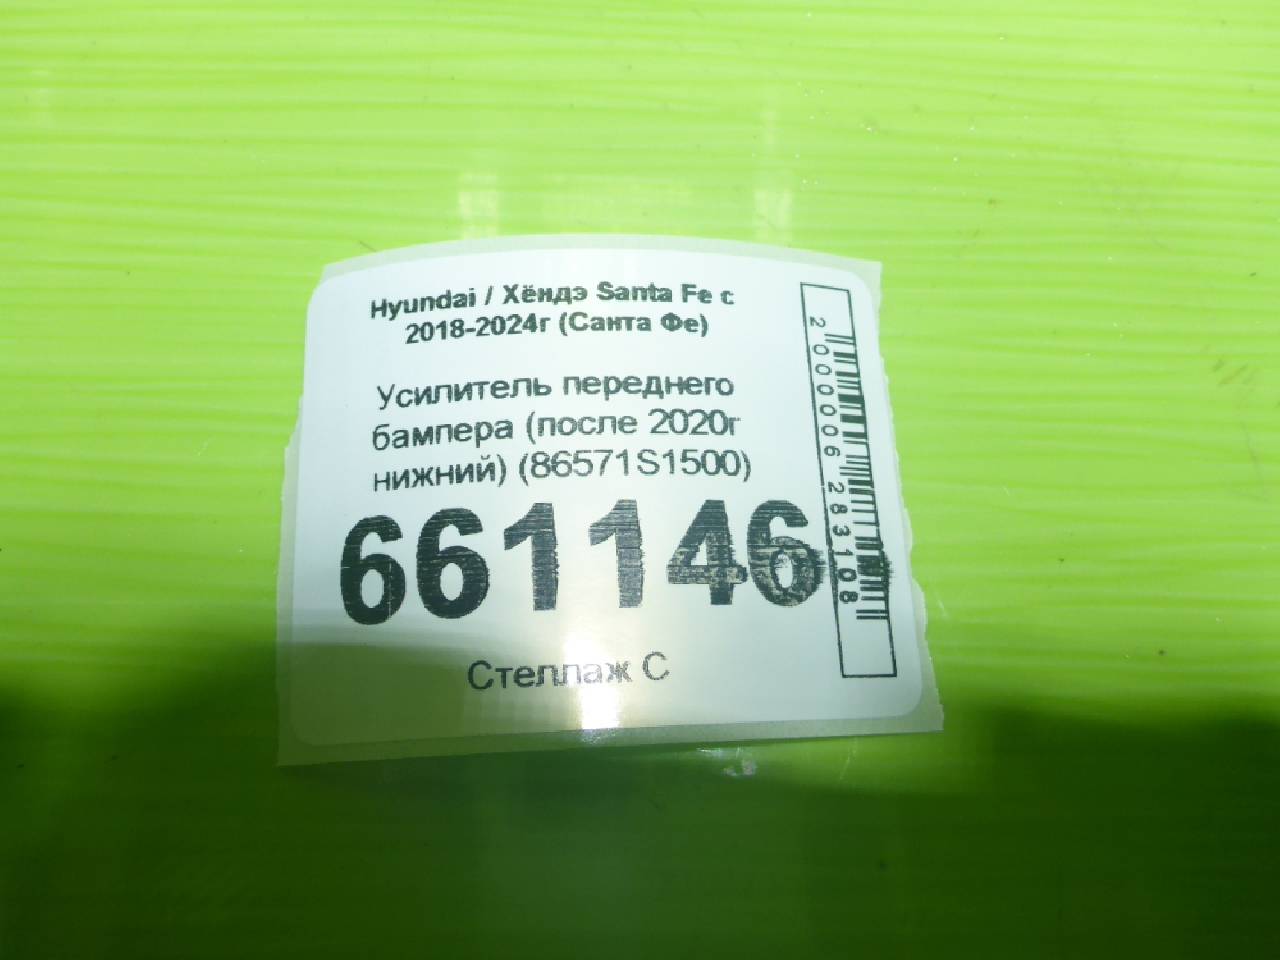 Hyundai / Хёндэ Santa Fe с
2018-2024г (Санта Фе)
Усилитель переднего
бампера (после 2020г
нижний) (86571S1500)
661146
Стеллаж С
2000006283108